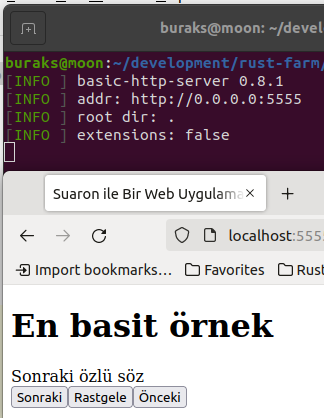 buraks@moon: ~/develo
buraks@moon:~/development/rust-farm/
[INFO ] basic-http-server 0.8.1
[INFO ] addr: http://0.0.0.0:5555
[INFO ] root dir: .
[INFO ] extensions: false
Suaron ile Bir Web Uygulama
localhost:555
Import bookmarks… Favorites Rust
En basit örnek
Sonraki özlü söz
Sonraki Rastgele Önceki